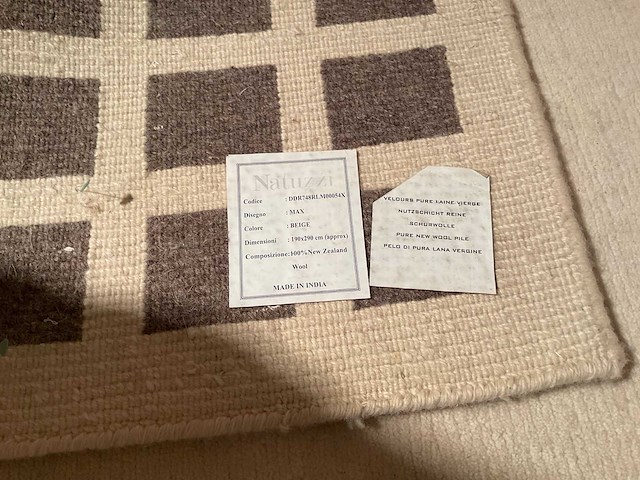 Natuzzi
Codice : DDR748RLM00054X
Disegno : MAX
Colore : BEIGE
Dimensioni : 190x290 cm (approx)
Composizione:100%New Zealand
Wool
MADE IN INDIA
VELOURS PURE LAINE VIERGE
NUTZSCHICHT REINE
SCHURWOLLE
PURE NEW WOOL PILE
PELO DI PURA LANA VERGINE